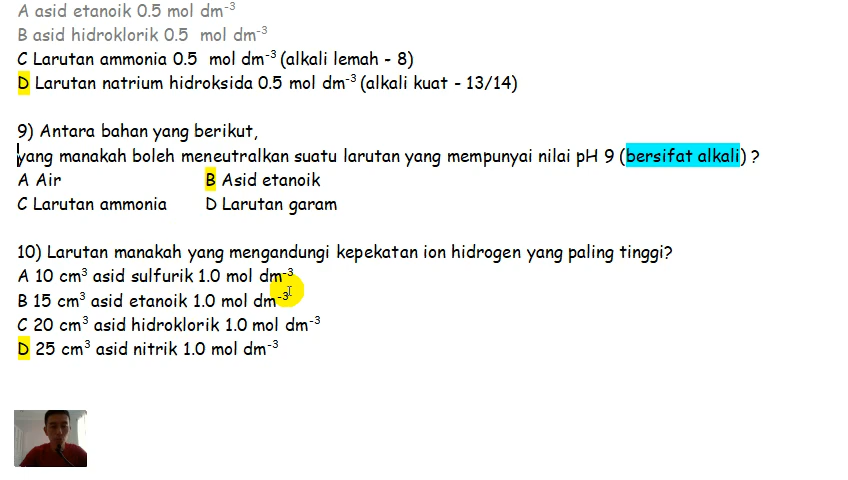 A asid etanoik 0.5 mol dm⁻³
B asid hidroklorik 0.5 mol dm⁻³
C Larutan ammonia 0.5 mol dm⁻³ (alkali lemah - 8)
D Larutan natrium hidroksida 0.5 mol dm⁻³ (alkali kuat - 13/14)
9) Antara bahan yang berikut,
yang manakah boleh meneutralkan suatu larutan yang mempunyai nilai pH 9 (bersifat alkali) ?
A Air B Asid etanoik
C Larutan ammonia D Larutan garam
10) Larutan manakah yang mengandungi kepekatan ion hidrogen yang paling tinggi?
A 10 cm³ asid sulfurik 1.0 mol dm⁻³
B 15 cm³ asid etanoik 1.0 mol dm⁻³
C 20 cm³ asid hidroklorik 1.0 mol dm⁻³
D 25 cm³ asid nitrik 1.0 mol dm⁻³